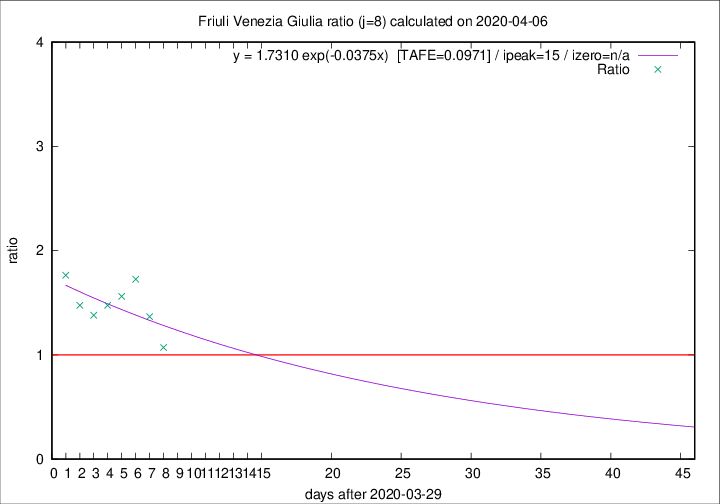 Friuli Venezia Giulia ratio (j=8) calculated on 2020-04-06
y = 1.7310 exp(-0.0375x) [TAFE=0.0971] / ipeak=15 / izero=n/a
Ratio
4
3
2
1
0
ratio
0 1 2 3 4 5 6 7 8 9 10 11 12 13 14 15 20 25 30 35 40 45
days after 2020-03-29